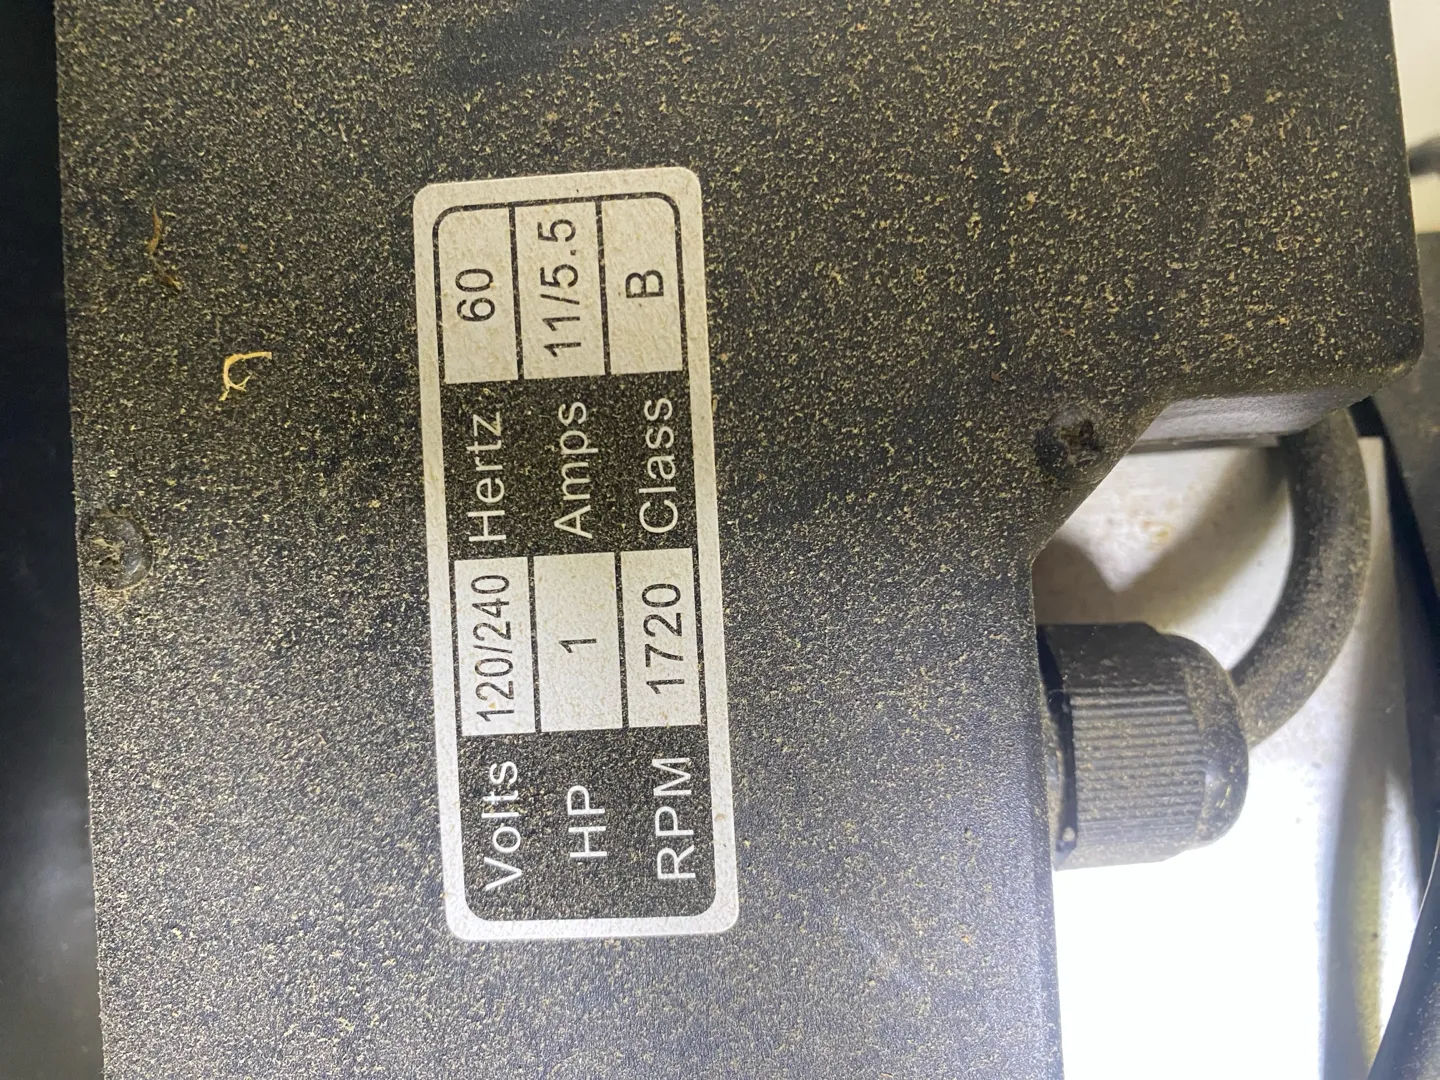 Volts 120/240 Hertz 60
HP 1 Amps 11/5.5
RPM 1720 Class B